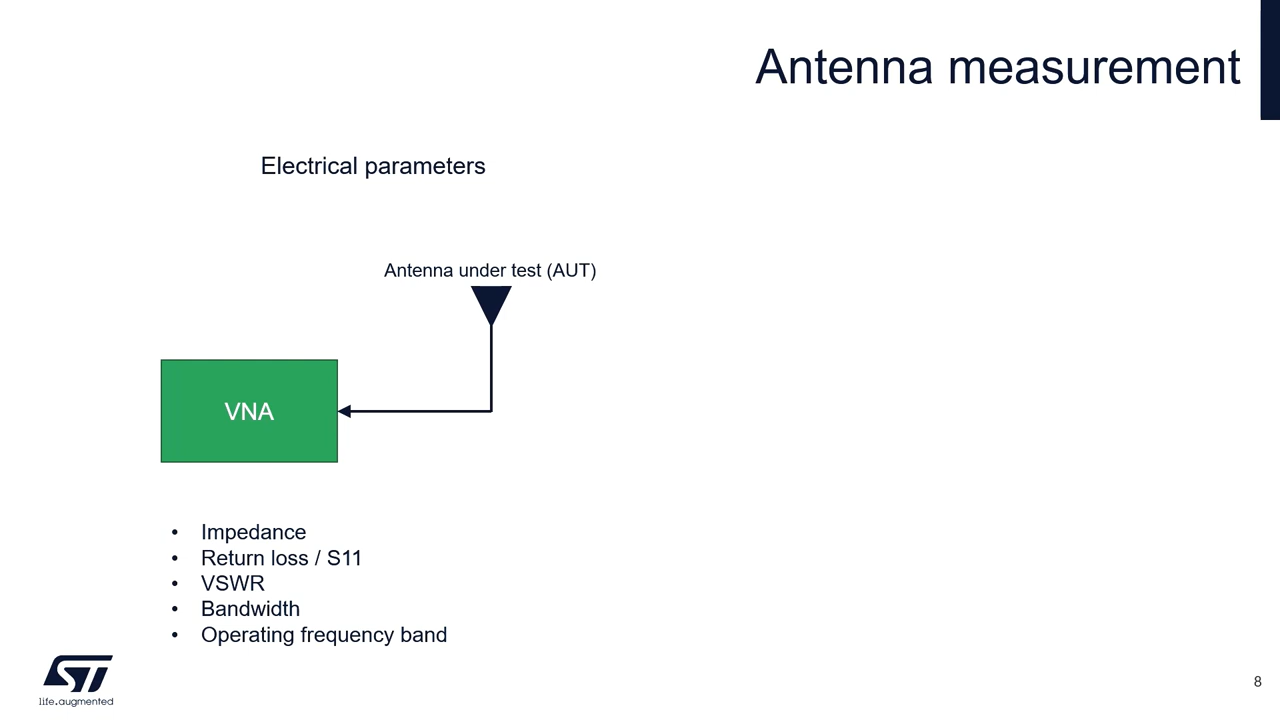 Antenna measurement
Electrical parameters
Antenna under test (AUT)
VNA
• Impedance
• Return loss / S11
• VSWR
• Bandwidth
• Operating frequency band
ST
life.augmented
8